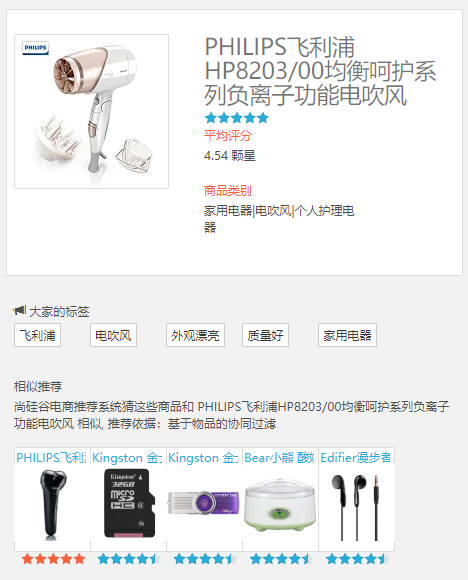 PHILIPS
PHILIPS飞利浦
HP8203/00均衡呵护系
列负离子功能电吹风
平均评分
4.54 颗星
商品类别
家用电器|电吹风|个人护理电
器
大家的标签
飞利浦 电吹风 外观漂亮 质量好 家用电器
相似推荐
尚硅谷电商推荐系统猜这些商品和 PHILIPS飞利浦HP8203/00均衡呵护系列负离子
功能电吹风 相似, 推荐依据：基于物品的协同过滤
PHILIPS飞利 Kingston 金士 Kingston 金士 Bear小熊 酸 Edifier漫步者
Kingston
32GB
micro
SD
HC